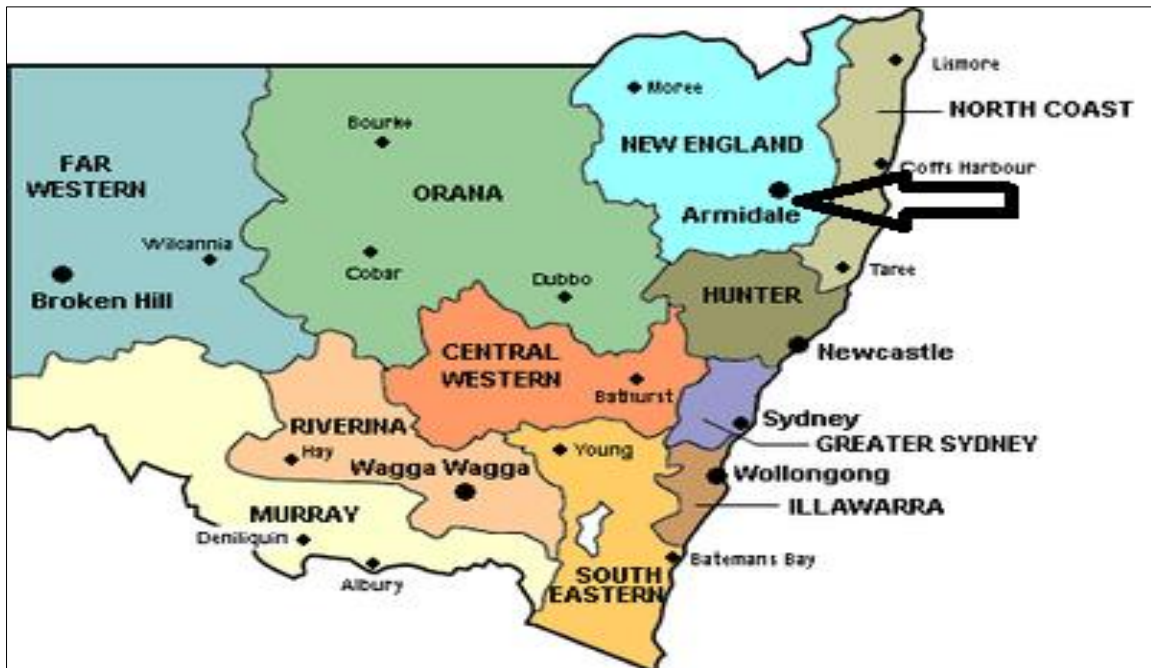 Lismore
Moree
NORTH COAST
Bourke
NEW ENGLAND
FAR
WESTERN
Coffs Harbour
ORANA
Armidale
Wilcannia
Cobar
Dubbo
Taree
Broken Hill
HUNTER
CENTRAL
WESTERN
Newcastle
Bathurst
RIVERINA
Sydney
GREATER SYDNEY
Hay
Young
Wagga Wagga
Wollongong
MURRAY
ILLAWARRA
Deniliquin
Batemans Bay
Albury
SOUTH
EASTERN